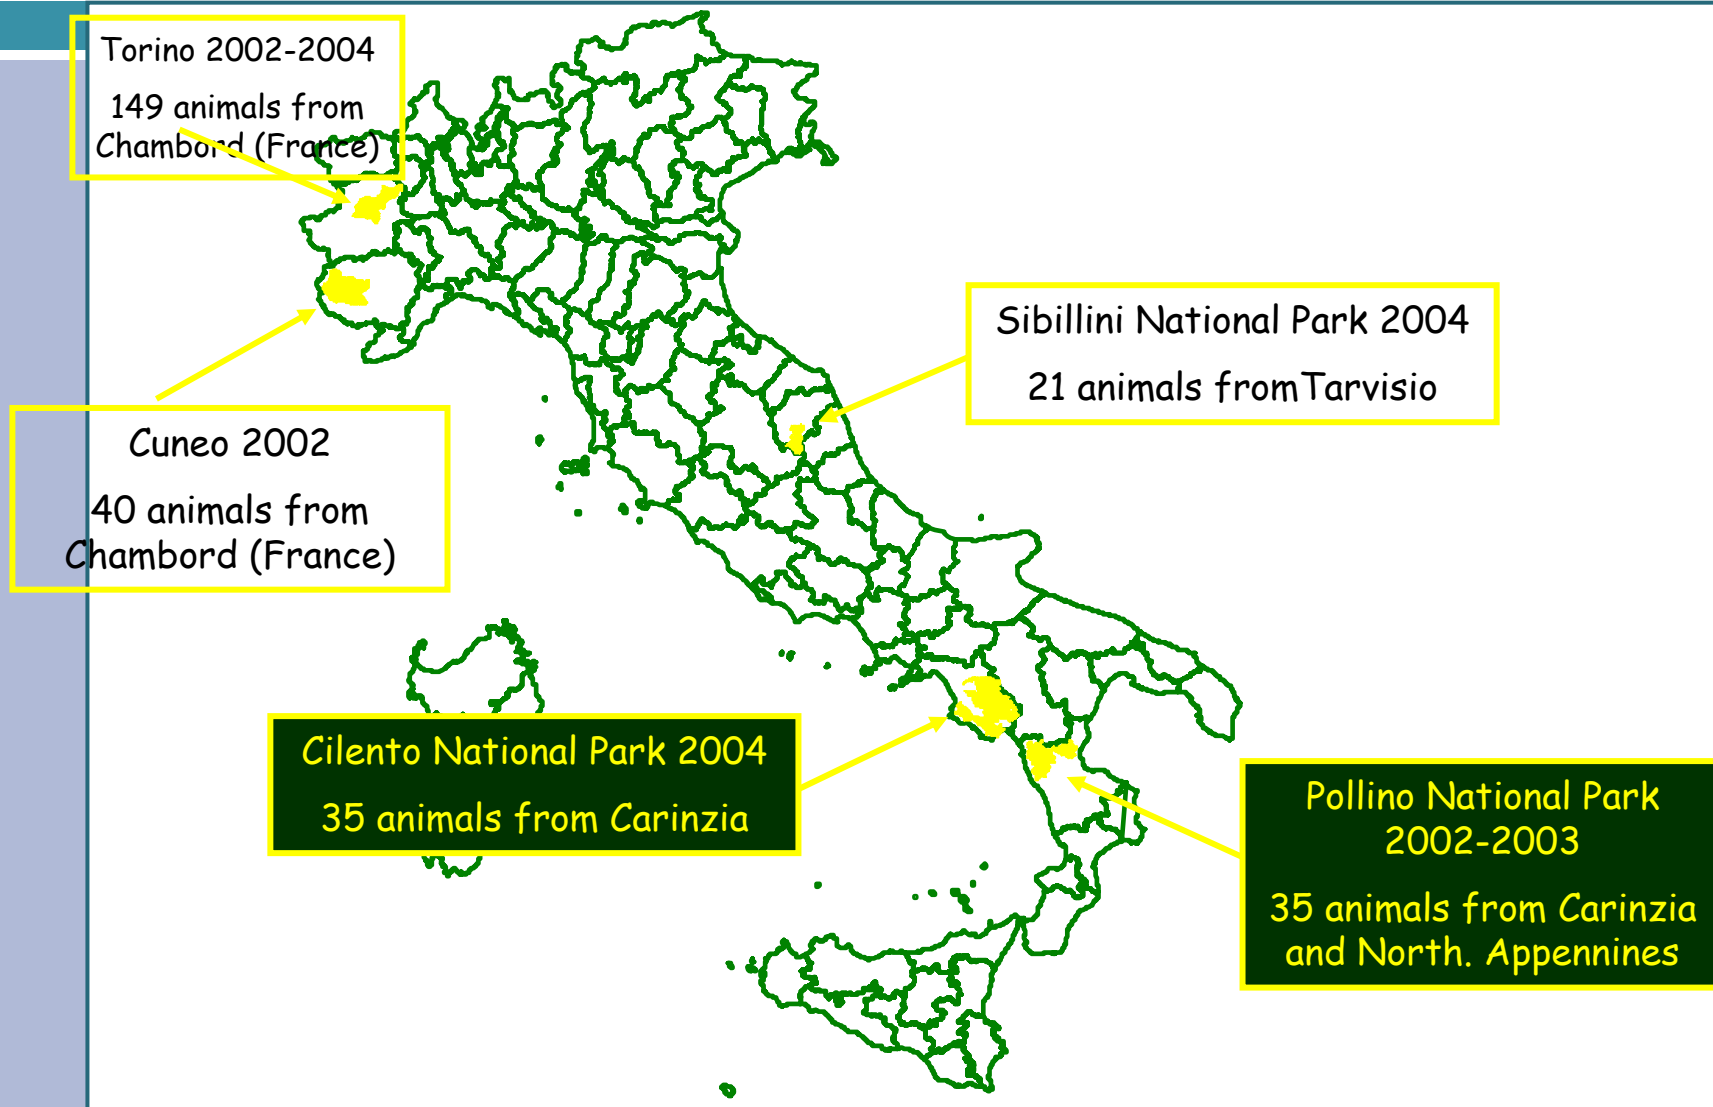 Torino 2002-2004
149 animals from
Chambord (France)
Sibillini National Park 2004
21 animals fromTarvisio
Cuneo 2002
40 animals from
Chambord (France)
Cilento National Park 2004
35 animals from Carinzia
Pollino National Park
2002-2003
35 animals from Carinzia
and North. Appennines